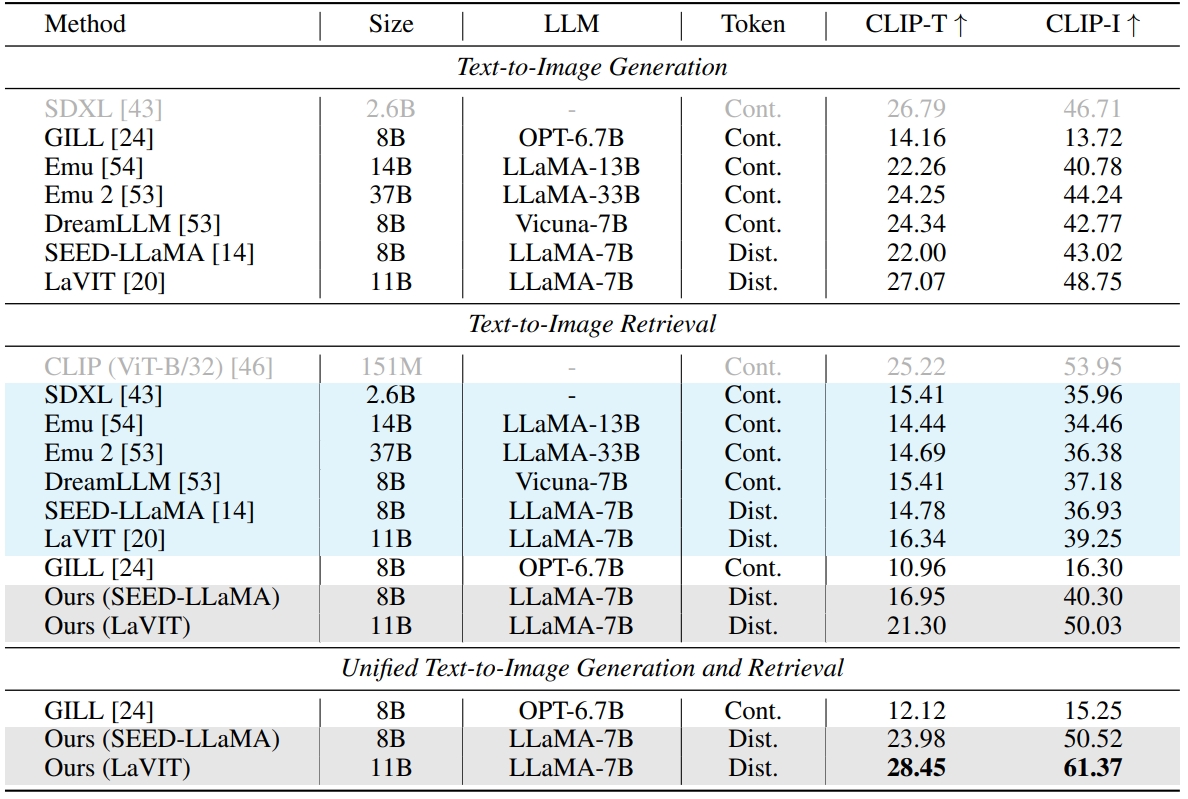 Method Size LLM Token CLIP-T ↑ CLIP-I ↑
Text-to-Image Generation
SDXL [43] 2.6B - Cont. 26.79 46.71
GILL [24] 8B OPT-6.7B Cont. 14.16 13.72
Emu [54] 14B LLaMA-13B Cont. 22.26 40.78
Emu 2 [53] 37B LLaMA-33B Cont. 24.25 44.24
DreamLLM [53] 8B Vicuna-7B Cont. 24.34 42.77
SEED-LLaMA [14] 8B LLaMA-7B Dist. 22.00 43.02
LaVIT [20] 11B LLaMA-7B Dist. 27.07 48.75
Text-to-Image Retrieval
CLIP (ViT-B/32) [46] 151M - Cont. 25.22 53.95
SDXL [43] 2.6B - Cont. 15.41 35.96
Emu [54] 14B LLaMA-13B Cont. 14.44 34.46
Emu 2 [53] 37B LLaMA-33B Cont. 14.69 36.38
DreamLLM [53] 8B Vicuna-7B Cont. 15.41 37.18
SEED-LLaMA [14] 8B LLaMA-7B Dist. 14.78 36.93
LaVIT [20] 11B LLaMA-7B Dist. 16.34 39.25
GILL [24] 8B OPT-6.7B Cont. 10.96 16.30
Ours (SEED-LLaMA) 8B LLaMA-7B Dist. 16.95 40.30
Ours (LaVIT) 11B LLaMA-7B Dist. 21.30 50.03
Unified Text-to-Image Generation and Retrieval
GILL [24] 8B OPT-6.7B Cont. 12.12 15.25
Ours (SEED-LLaMA) 8B LLaMA-7B Dist. 23.98 50.52
Ours (LaVIT) 11B LLaMA-7B Dist. 28.45 61.37